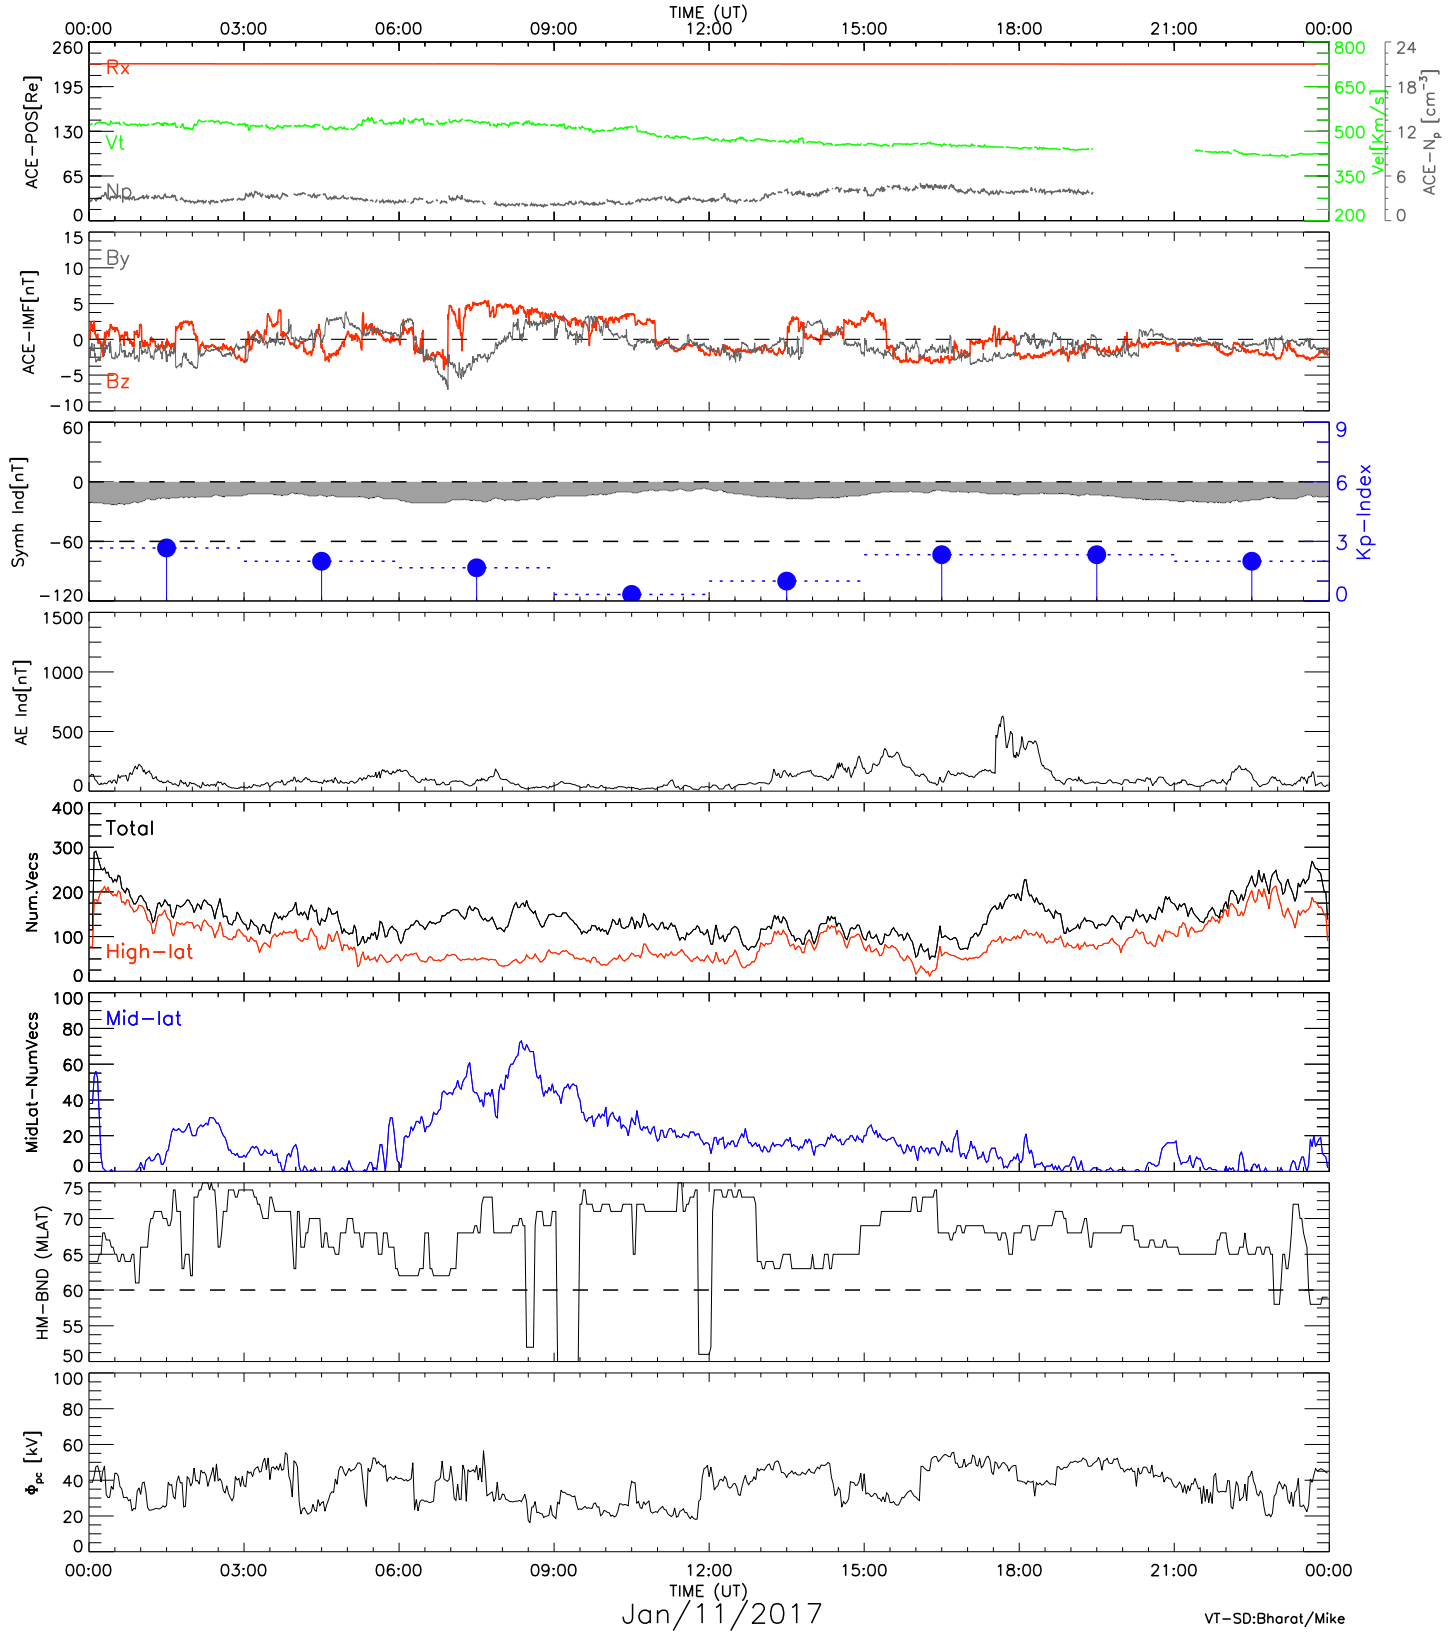 TIME (UT)
00:00 03:00 06:00 09:00 12:00 15:00 18:00 21:00 00:00
ACE-POS[Re]
260
195
130
65
0
Rx
Vt
Np
800
650
500
350
200
Vel[Km/s]
24
18
12
6
0
ACE-Np [cm-3]
ACE-IMF[nT]
15
10
5
0
-5
-10
By
Bz
Symh Ind[nT]
60
0
-60
-120
9
6
3
0
Kp-Index
AE Ind[nT]
1500
1000
500
0
Num.Vecs
400
300
200
100
0
Total
High-lat
MidLat-NumVecs
100
80
60
40
20
0
Mid-lat
HM-BND (MLAT)
75
70
65
60
55
50
Φpc [kV]
100
80
60
40
20
0
00:00 03:00 06:00 09:00 12:00 15:00 18:00 21:00 00:00
TIME (UT)
Jan/11/2017
VT-SD:Bharat/Mike